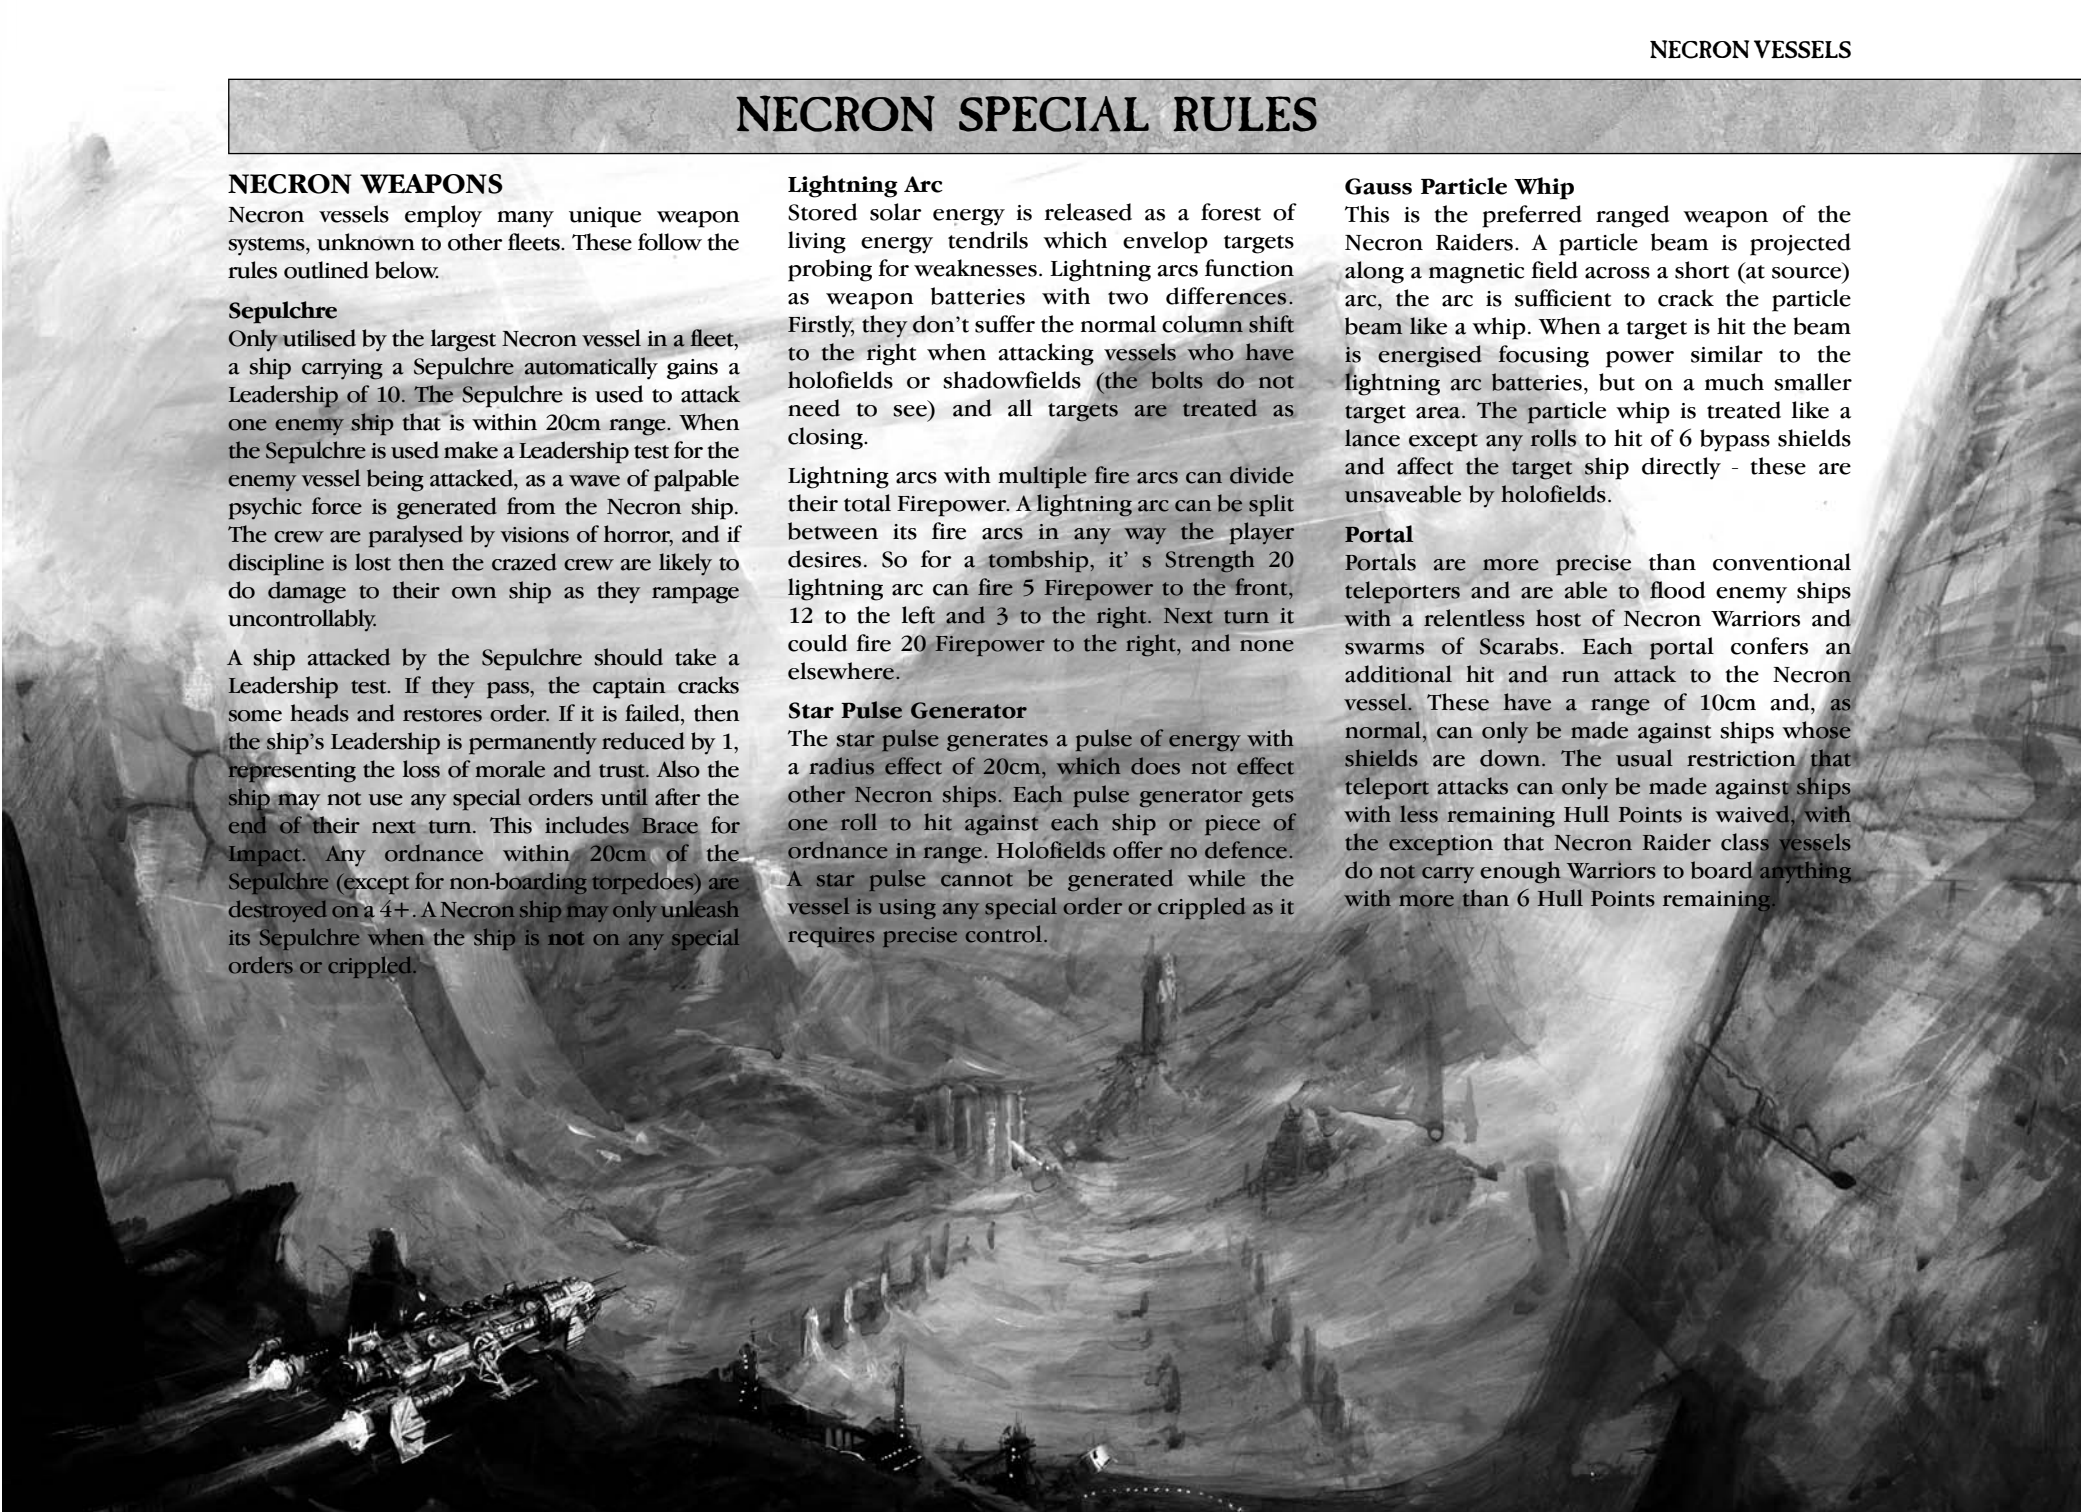 NECRON VESSELS
NECRON SPECIAL RULES
NECRON WEAPONS
Necron vessels employ many unique weapon
systems, unknown to other fleets. These follow the
rules outlined below.
Sepulchre
Only utilised by the largest Necron vessel in a fleet,
a ship carrying a Sepulchre automatically gains a
Leadership of 10. The Sepulchre is used to attack
one enemy ship that is within 20cm range. When
the Sepulchre is used make a Leadership test for the
enemy vessel being attacked, as a wave of palpable
psychic force is generated from the Necron ship.
The crew are paralysed by visions of horror, and if
discipline is lost then the crazed crew are likely to
do damage to their own ship as they rampage
uncontrollably.
A ship attacked by the Sepulchre should take a
Leadership test. If they pass, the captain cracks
some heads and restores order. If it is failed, then
the ship's Leadership is permanently reduced by 1,
representing the loss of morale and trust. Also the
ship may not use any special orders until after the
end of their next turn. This includes Brace for
Impact. Any ordnance within 20cm of the
Sepulchre (except for non-boarding torpedoes) are
destroyed on a 4+. A Necron ship may only unleash
its Sepulchre when the ship is not on any special
orders or crippled.
Lightning Arc
Stored solar energy is released as a forest of
living energy tendrils which envelop targets
probing for weaknesses. Lightning arcs function
as weapon batteries with two differences.
Firstly, they don't suffer the normal column shift
to the right when attacking vessels who have
holofields or shadowfields (the bolts do not
need to see) and all targets are treated as
closing.
Lightning arcs with multiple fire arcs can divide
their total Firepower. A lightning arc can be split
between its fire arcs in any way the player
desires. So for a tombship, it' s Strength 20
lightning arc can fire 5 Firepower to the front,
12 to the left and 3 to the right. Next turn it
could fire 20 Firepower to the right, and none
elsewhere.
Star Pulse Generator
The star pulse generates a pulse of energy with
a radius effect of 20cm, which does not effect
other Necron ships. Each pulse generator gets
one roll to hit against each ship or piece of
ordnance in range. Holofields offer no defence.
A star pulse cannot be generated while the
vessel is using any special order or crippled as it
requires precise control.
Gauss Particle Whip
This is the preferred ranged weapon of the
Necron Raiders. A particle beam is projected
along a magnetic field across a short (at source)
arc, the arc is sufficient to crack the particle
beam like a whip. When a target is hit the beam
is energised focusing power similar to the
lightning arc batteries, but on a much smaller
target area. The particle whip is treated like a
lance except any rolls to hit of 6 bypass shields
and affect the target ship directly - these are
unsaveable by holofields.
Portal
Portals are more precise than conventional
teleporters and are able to flood enemy ships
with a relentless host of Necron Warriors and
swarms of Scarabs. Each portal confers an
additional hit and run attack to the Necron
vessel. These have a range of 10cm and, as
normal, can only be made against ships whose
shields are down. The usual restriction that
teleport attacks can only be made against ships
with less remaining Hull Points is waived, with
the exception that Necron Raider class vessels
do not carry enough Warriors to board anything
with more than 6 Hull Points remaining.